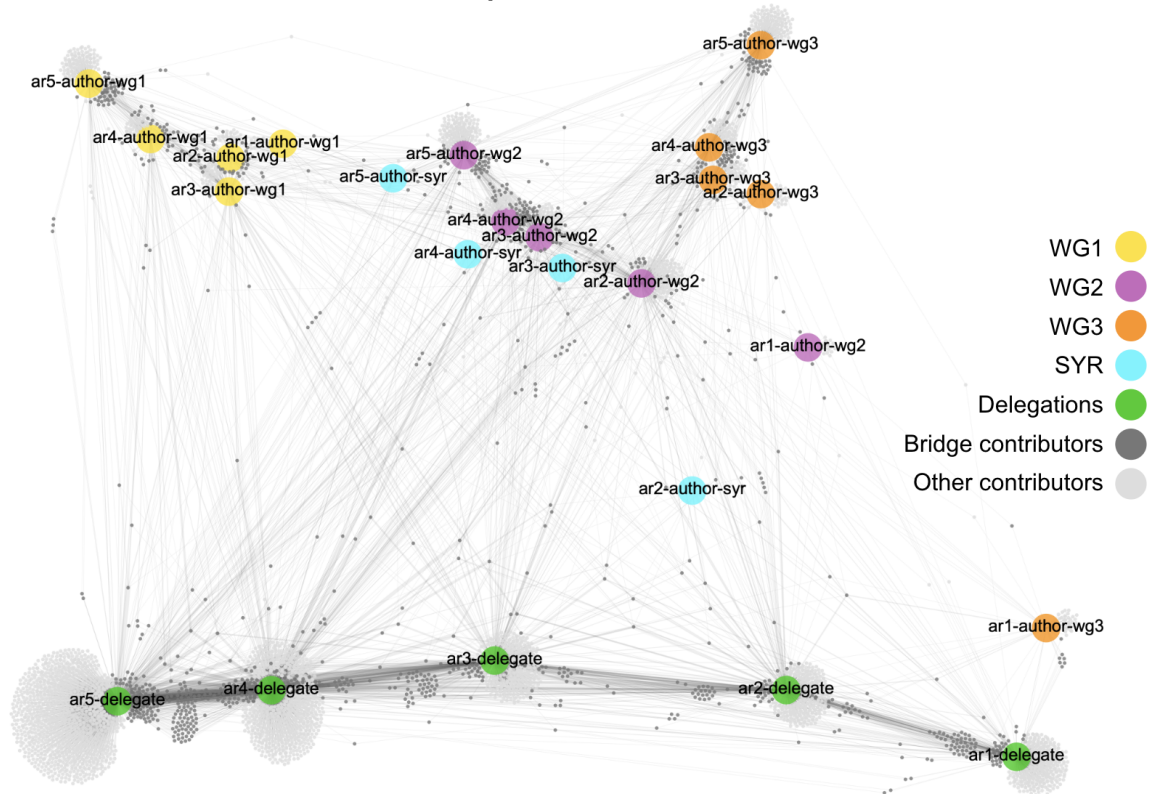 ar5-author-wg3
ar5-author-wg1
ar4-author-wg1
ar1-author-wg1
ar2-author-wg1
ar3-author-wg1
ar5-author-wg2
ar5-author-syr
ar4-author-wg3
ar3-author-wg3
ar2-author-wg3
ar4-author-wg2
ar3-author-wg2
ar4-author-syr
ar3-author-syr
ar2-author-wg2
ar1-author-wg2
WG1
WG2
WG3
SYR
Delegations
Bridge contributors
Other contributors
ar2-author-syr
ar1-author-wg3
ar3-delegate
ar4-delegate
ar5-delegate
ar2-delegate
ar1-delegate